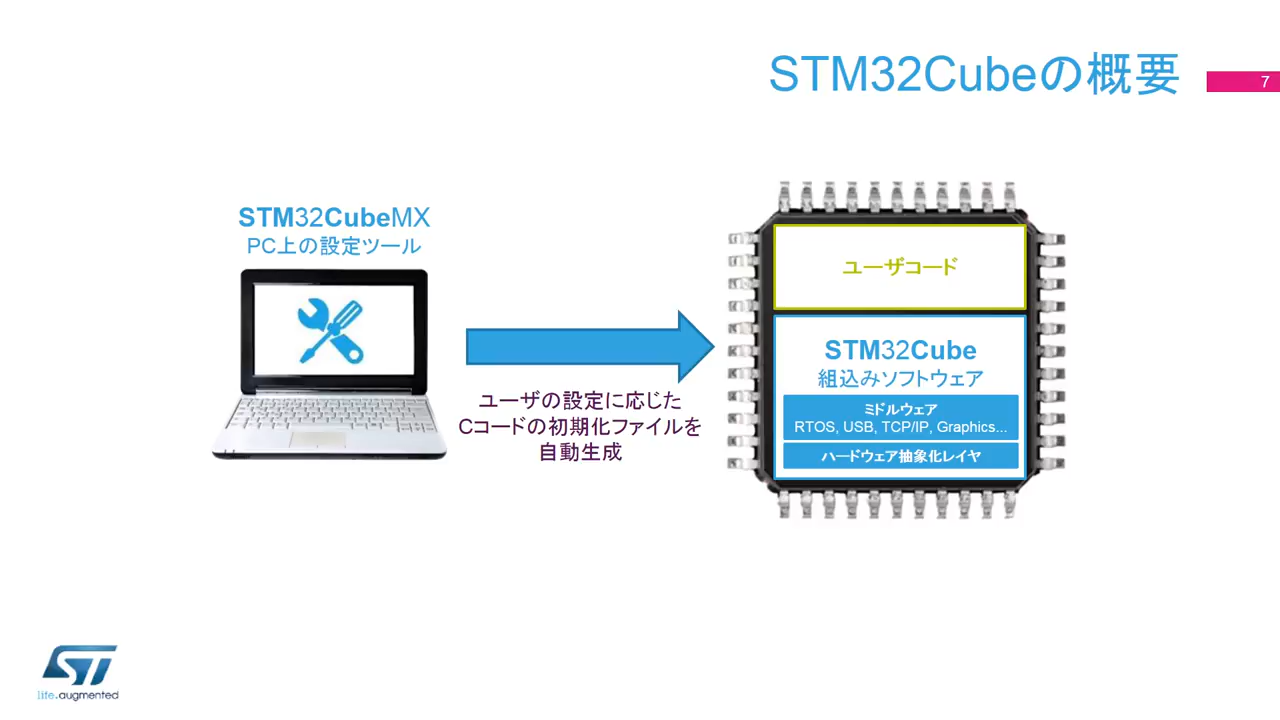 STM32Cubeの概要
7
STM32CubeMX
PC上の設定ツール
ユーザの設定に応じた
Cコードの初期化ファイルを
自動生成
ユーザコード
STM32Cube
組込みソフトウェア
ミドルウェア
RTOS, USB, TCP/IP, Graphics...
ハードウェア抽象化レイヤ
ST
life.augmented